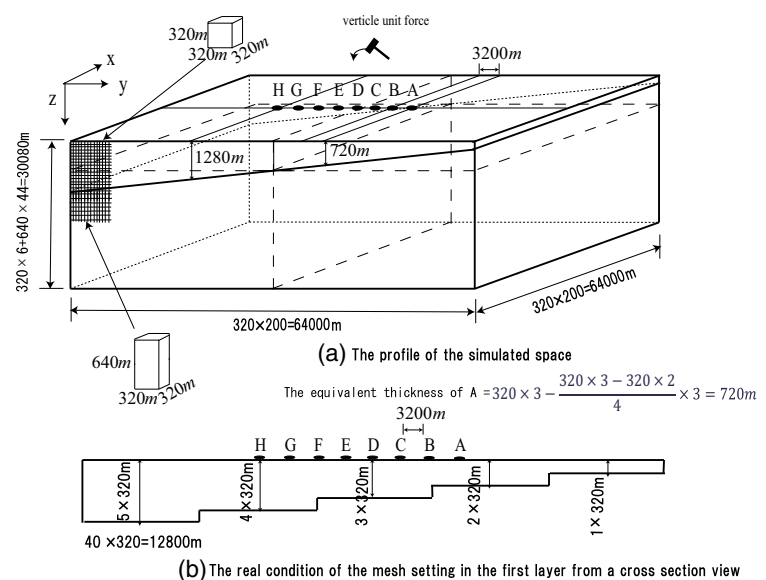 verticle unit force
320m
320m 320m
3200m
x
y
z
H G F E D C B A
1280m
720m
320 × 6+640 × 44=30080m
320×200=64000m
320×200=64000m
(a) The profile of the simulated space
640m
320m 320m
The equivalent thickness of A =320 × 3 − (320 × 3 − 320 × 2)/4 × 3 = 720m
3200m
H G F E D C B A
5×320m
4×320m
3×320m
2×320m
1×320m
40 ×320=12800m
(b) The real condition of the mesh setting in the first layer from a cross section view